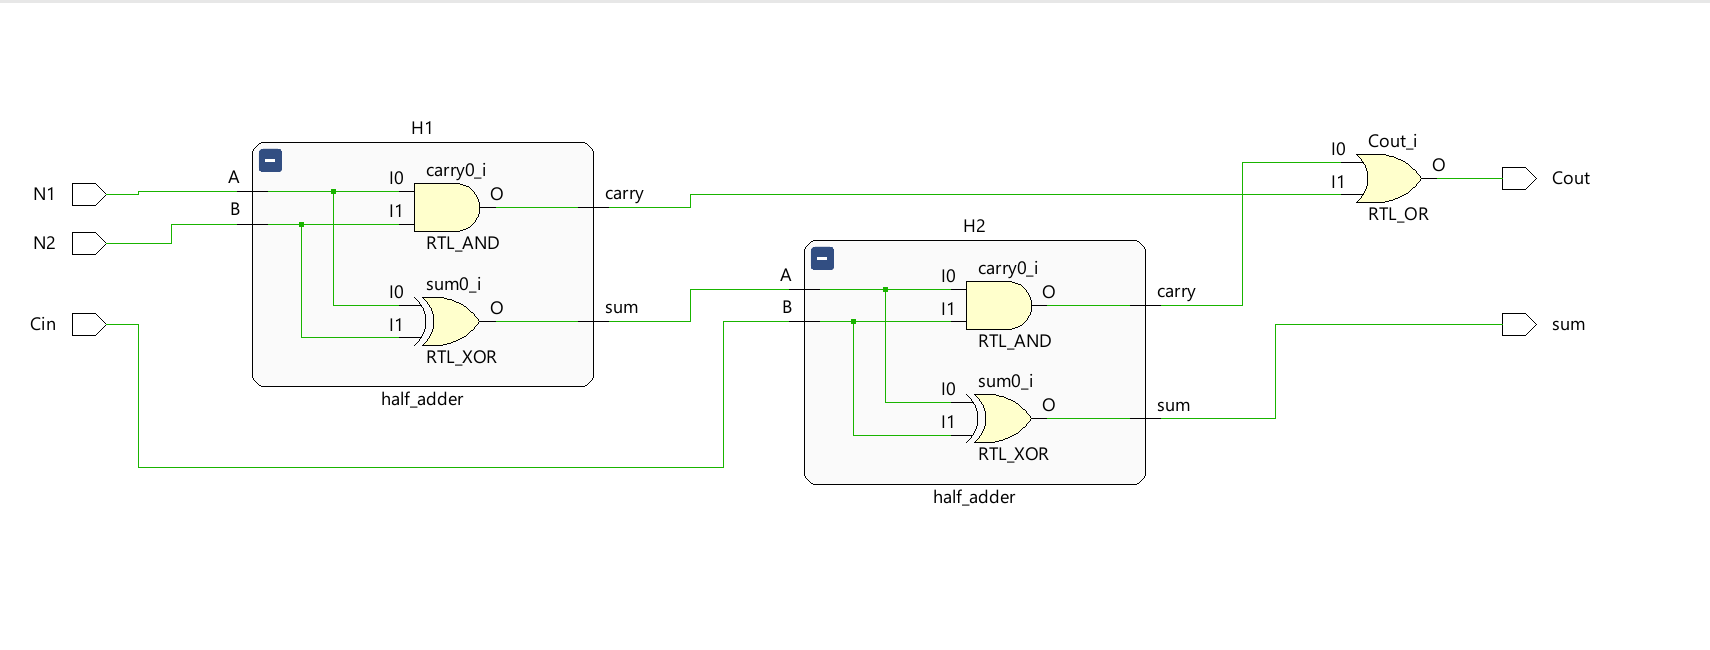 H1
Cout_i
I0
O
carry0_i
A
I0
I1
Cout
N1
O
carry
B
I1
RTL_OR
H2
N2
RTL_AND
carry0_i
A
I0
sum0_i
I0
O
carry
O
sum
B
I1
Cin
I1
sum
RTL_AND
RTL_XOR
sum0_i
I0
half_adder
O
sum
I1
RTL_XOR
half_adder